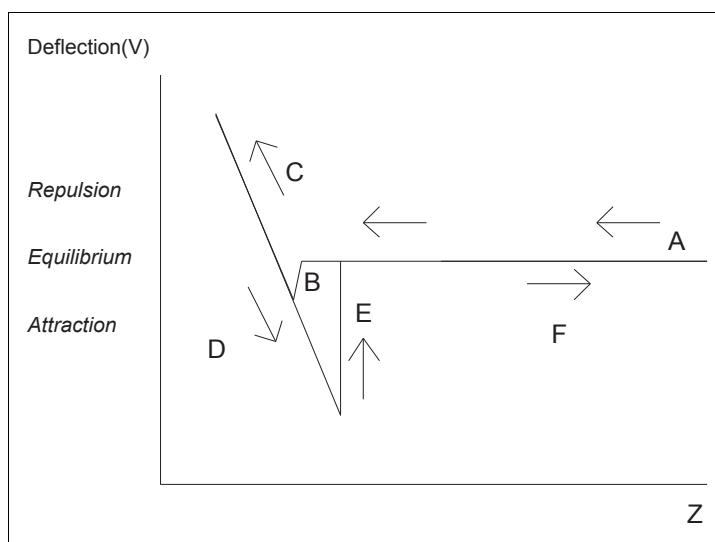 Deflection(V)
C
Repulsion
A
Equilibrium
B
E
Attraction
F
D
Z